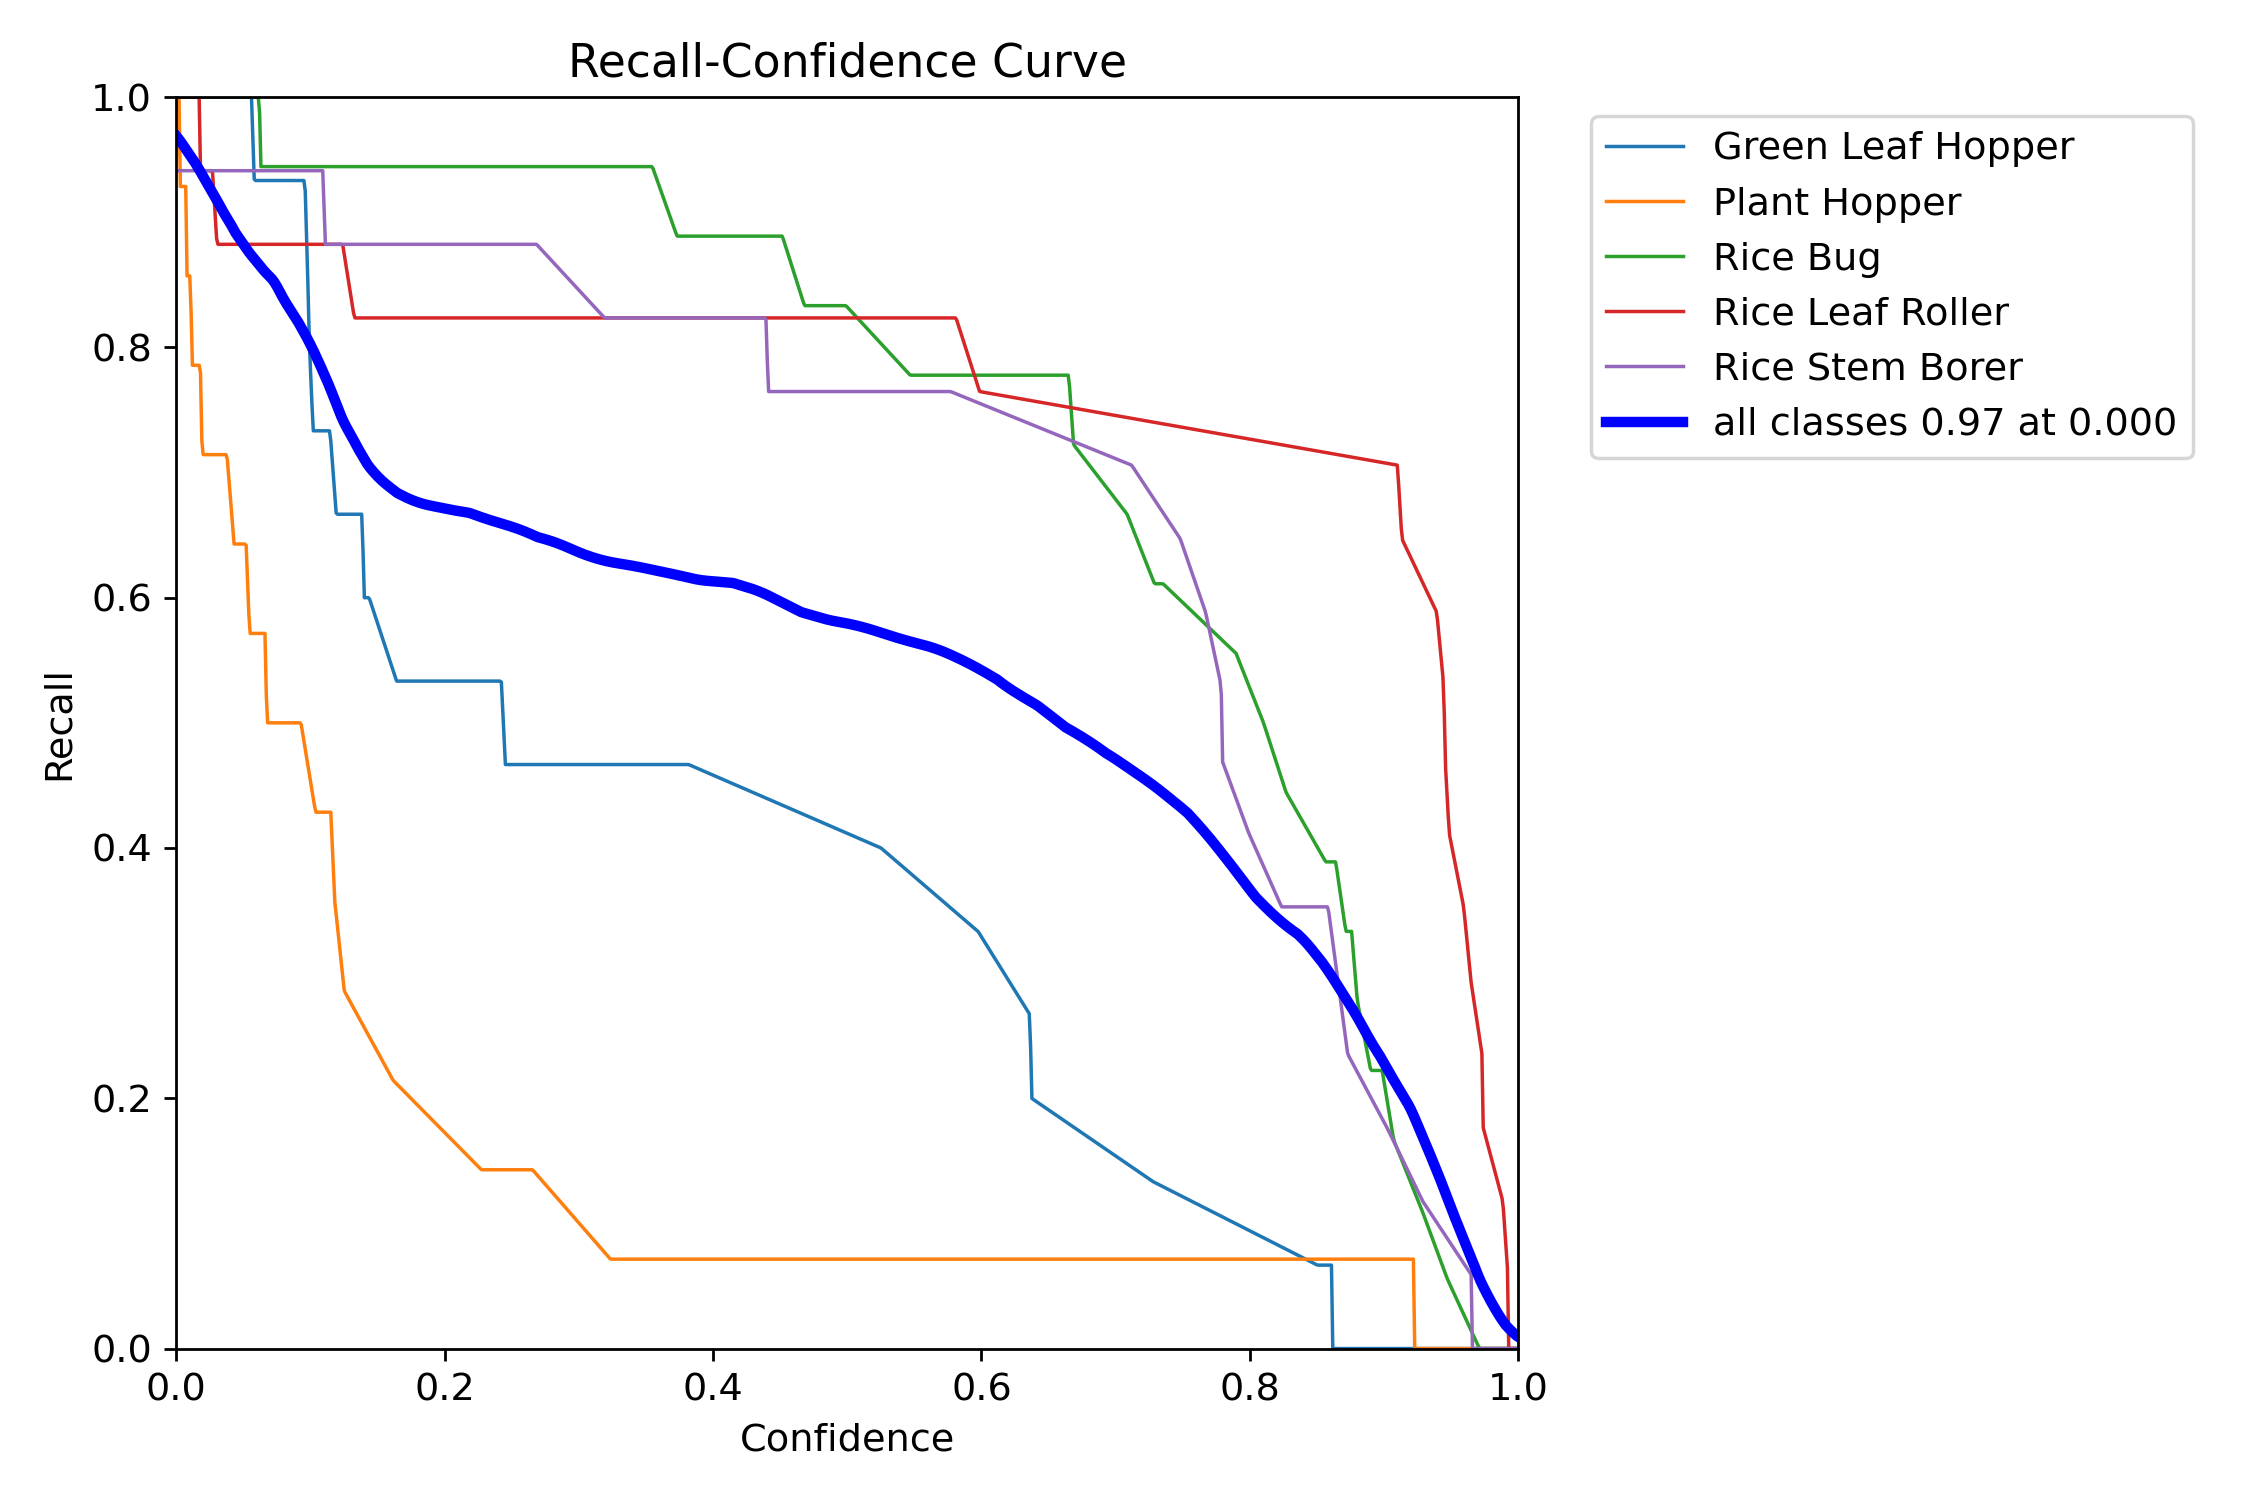 Recall-Confidence Curve
1.0
0.8
0.6
0.4
0.2
0.0
Recall
0.0 0.2 0.4 0.6 0.8 1.0
Confidence
Green Leaf Hopper
Plant Hopper
Rice Bug
Rice Leaf Roller
Rice Stem Borer
all classes 0.97 at 0.000